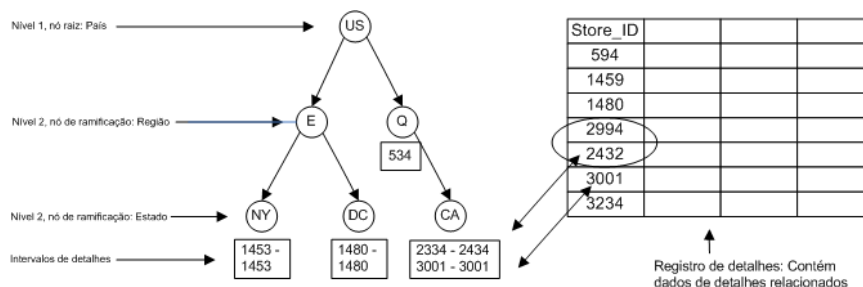 Nível 1, nó raiz: País
US
Nível 2, nó de ramificação: Região
E
Q
534
Nível 2, nó de ramificação: Estado
NY
DC
CA
Intervalos de detalhes
1453 -
1453
1480 -
1480
2334 - 2434
3001 - 3001
Store_ID
594
1459
1480
2994
2432
3001
3234
Registro de detalhes: Contém
dados de detalhes relacionados